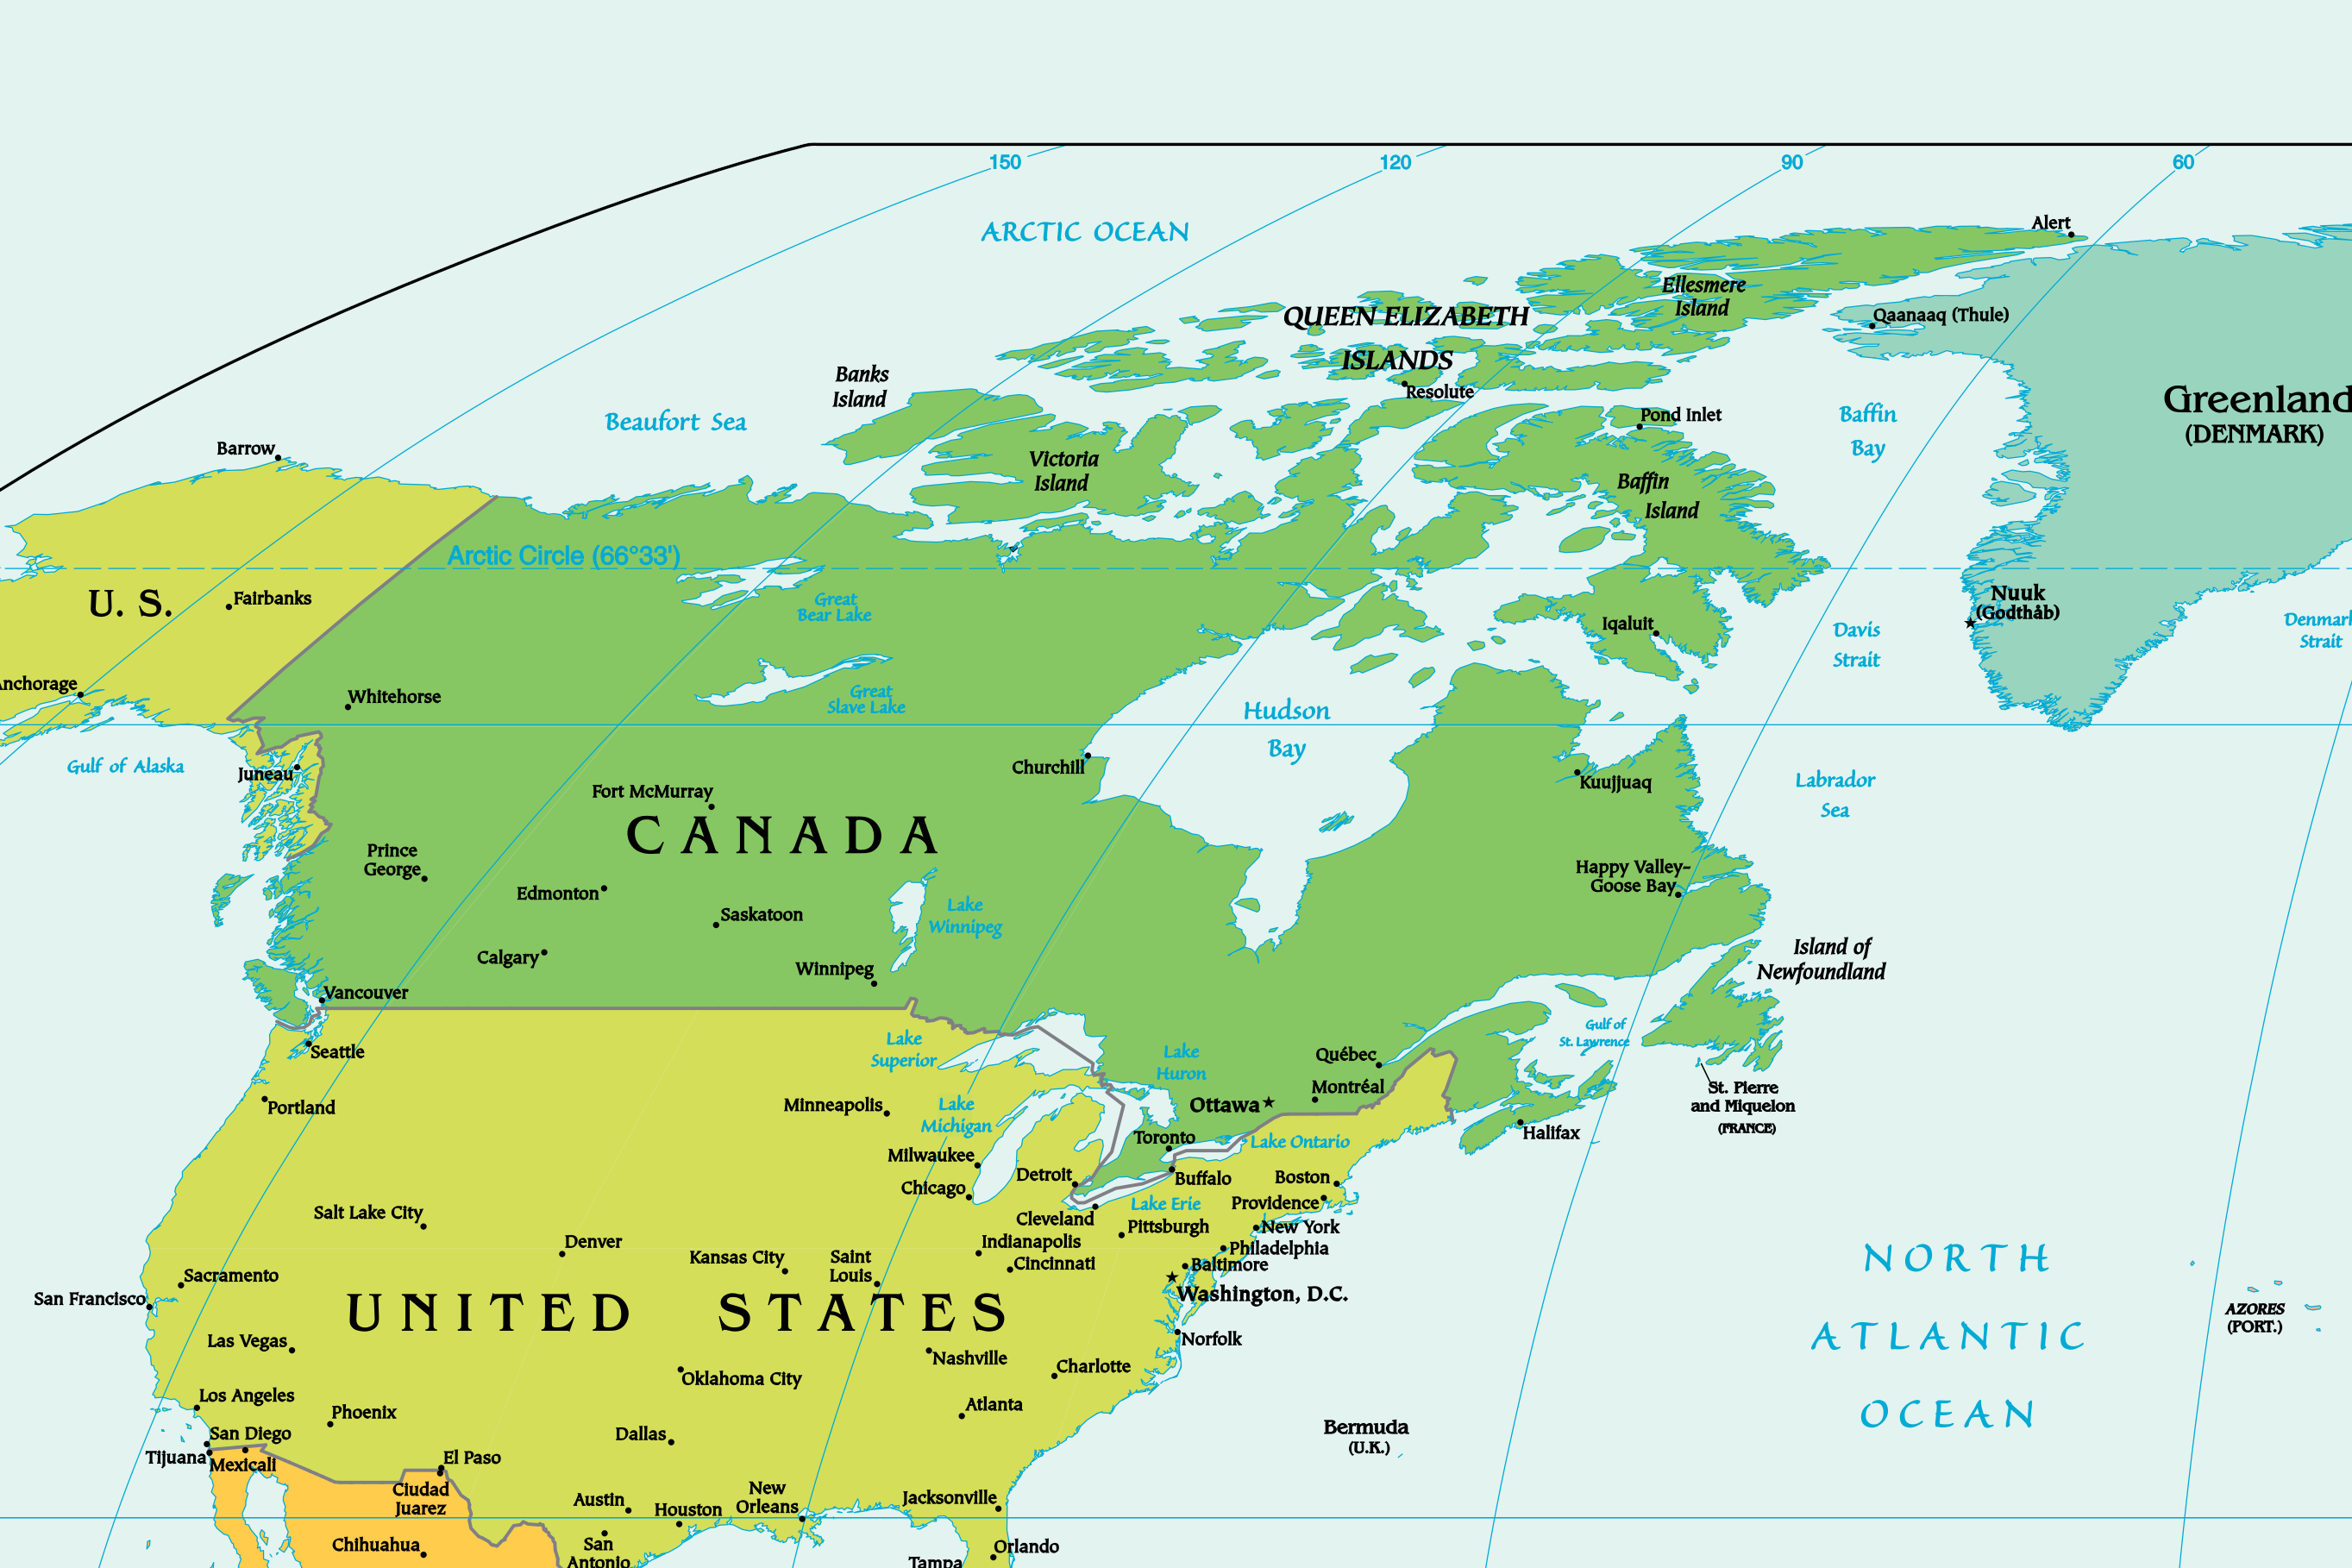 150
120
90
60
ARCTIC OCEAN
Alert
Ellesmere
Island
QUEEN ELIZABETH
ISLANDS
Qaanaaq (Thule)
Banks
Island
Resolute
Greenland
(DENMARK)
Beaufort Sea
Pond Inlet
Baffin
Bay
Barrow
Victoria
Island
Baffin
Island
Arctic Circle (66°33')
U. S.
Fairbanks
Great
Bear Lake
Nuuk
(Godthåb)
Iqaluit
Davis
Strait
Denmark
Strait
Anchorage
Whitehorse
Great
Slave Lake
Hudson
Bay
Gulf of Alaska
Juneau
Churchill
Kuujjuaq
Labrador
Sea
Fort McMurray
CANADA
Prince
George
Edmonton
Saskatoon
Lake
Winnipeg
Happy Valley-
Goose Bay
Calgary
Winnipeg
Island of
Newfoundland
Vancouver
Seattle
Lake
Superior
Lake
Huron
Québec
Gulf of
St. Lawrence
Montréal
St. Pierre
and Miquelon
(FRANCE)
Portland
Minneapolis
Lake
Michigan
Ottawa
Toronto
Lake Ontario
Halifax
Milwaukee
Detroit
Buffalo
Boston
Chicago
Lake Erie
Providence
Salt Lake City
Cleveland
Pittsburgh
New York
Denver
Kansas City
Saint
Louis
Indianapolis
Cincinnati
Philadelphia
Baltimore
Sacramento
San Francisco
Washington, D.C.
UNITED STATES
NORTH
ATLANTIC
OCEAN
AZORES
(PORT.)
Las Vegas
Norfolk
Nashville
Charlotte
Oklahoma City
Los Angeles
Phoenix
Atlanta
San Diego
Dallas
Bermuda
(U.K.)
Tijuana
Mexicali
El Paso
Ciudad
Juarez
Austin
Houston
New
Orleans
Jacksonville
Chihuahua
San
Antonio
Orlando
Tampa